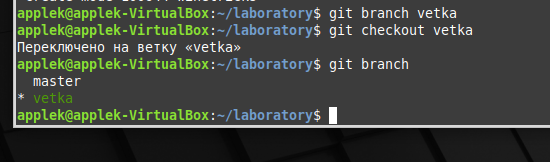 applek@applek-VirtualBox:~/laboratory$ git branch vetka
applek@applek-VirtualBox:~/laboratory$ git checkout vetka
Переключено на ветку «vetka»
applek@applek-VirtualBox:~/laboratory$ git branch
  master
* vetka
applek@applek-VirtualBox:~/laboratory$